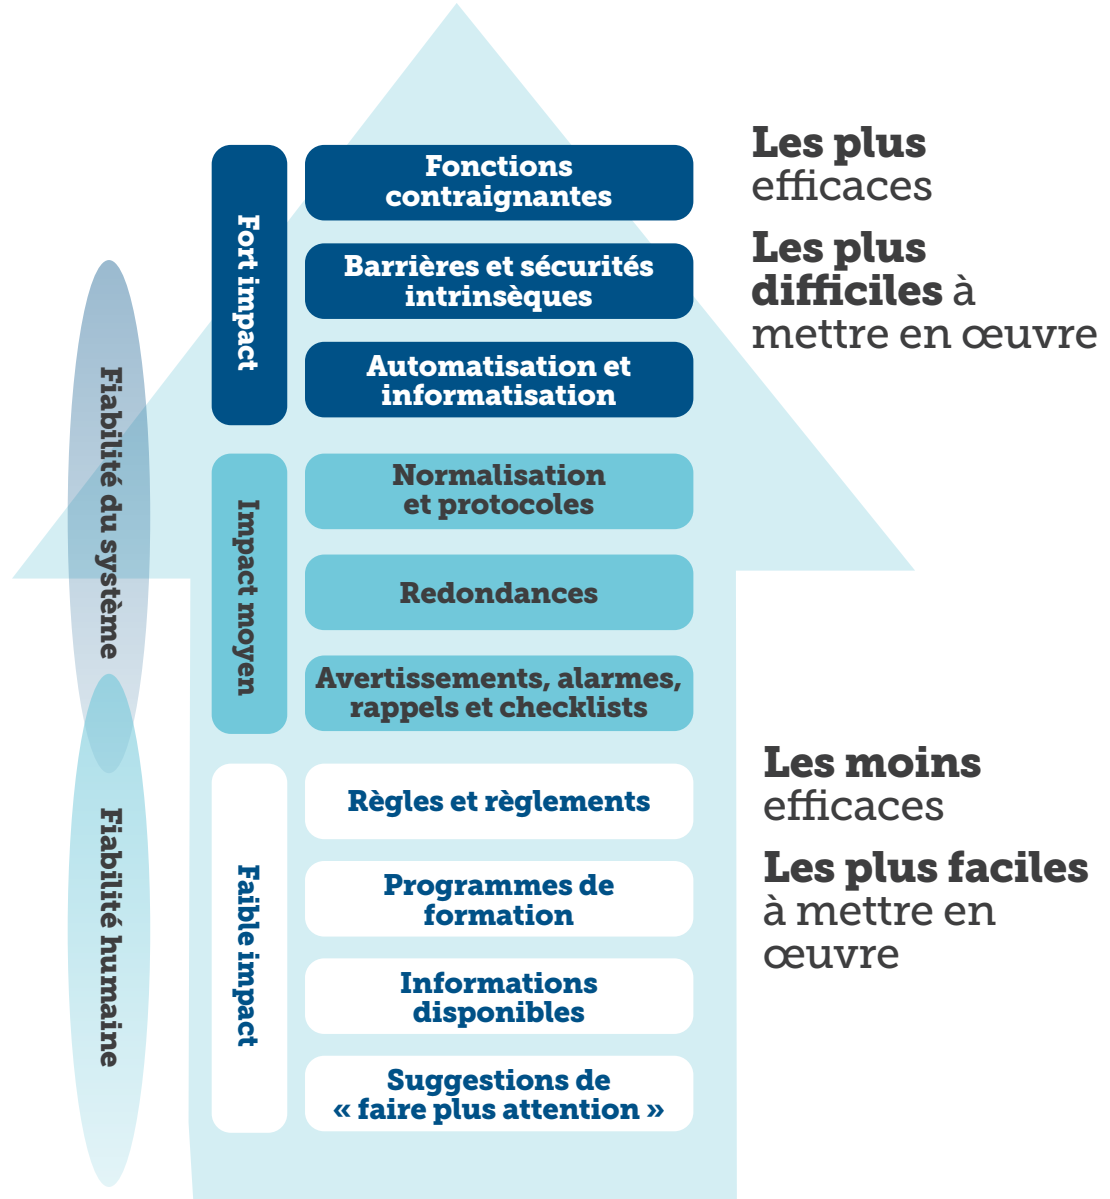 Les plus
efficaces
Les plus
difficiles à
mettre en œuvre
Fort impact
Fonctions
contraignantes
Barrières et sécurités
intrinsèques
Automatisation et
informatisation
Fiabilité du système
Impact moyen
Normalisation
et protocoles
Redondances
Avertissements, alarmes,
rappels et checklists
Fiabilité humaine
Faible impact
Règles et règlements
Programmes de
formation
Informations
disponibles
Suggestions de
« faire plus attention »
Les moins
efficaces
Les plus faciles
à mettre en
œuvre